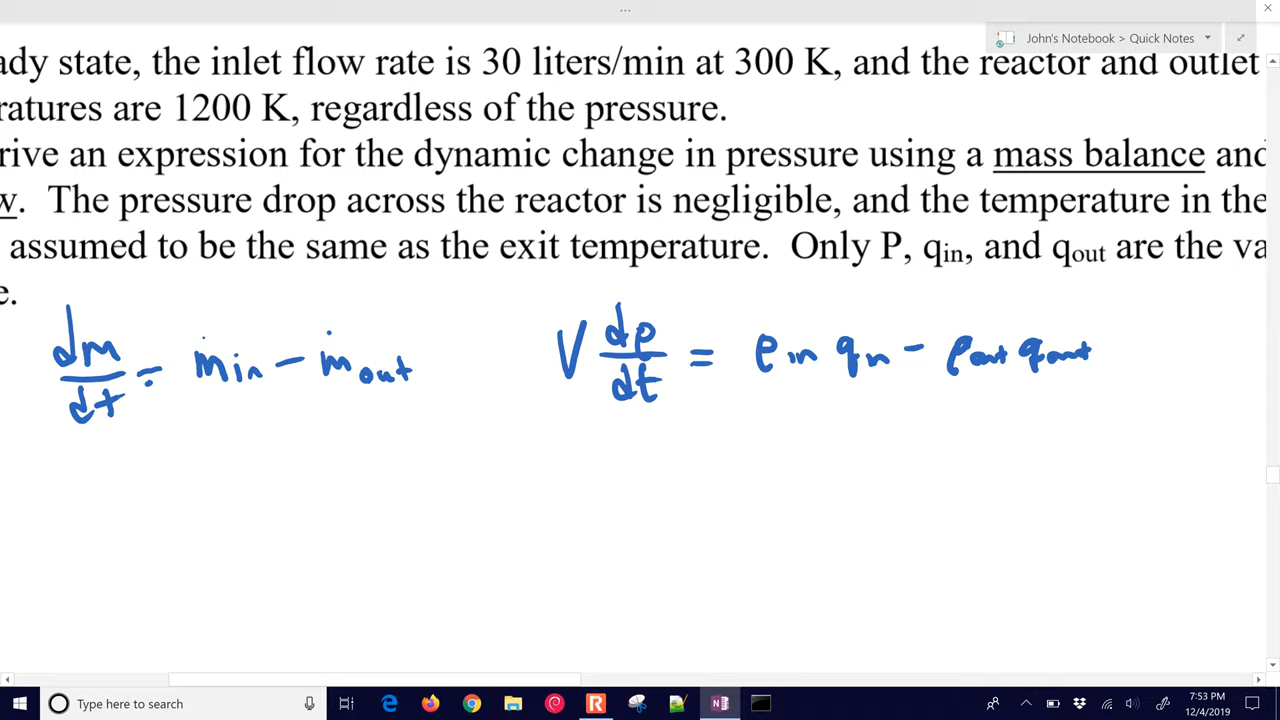 ...
John's Notebook > Quick Notes
ady state, the inlet flow rate is 30 liters/min at 300 K, and the reactor and outlet
ratures are 1200 K, regardless of the pressure.
rive an expression for the dynamic change in pressure using a mass balance and
w. The pressure drop across the reactor is negligible, and the temperature in the
assumed to be the same as the exit temperature. Only P, qin, and qout are the va
e.
dm/dt = ṁin - ṁout V dρ/dt = ρin qin - ρout qout
Type here to search
7:53 PM
12/4/2019